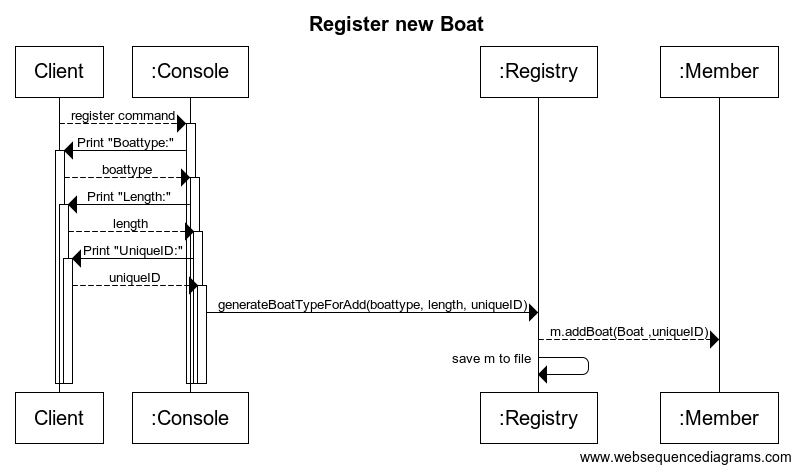 Register new Boat
Client
:Console
:Registry
:Member
register command
Print "Boattype:"
boattype
Print "Length:"
length
Print "UniqueID:"
uniqueID
generateBoatTypeForAdd(boattype, length, uniqueID)
m.addBoat(Boat ,uniqueID)
save m to file
Client
:Console
:Registry
:Member
www.websequencediagrams.com